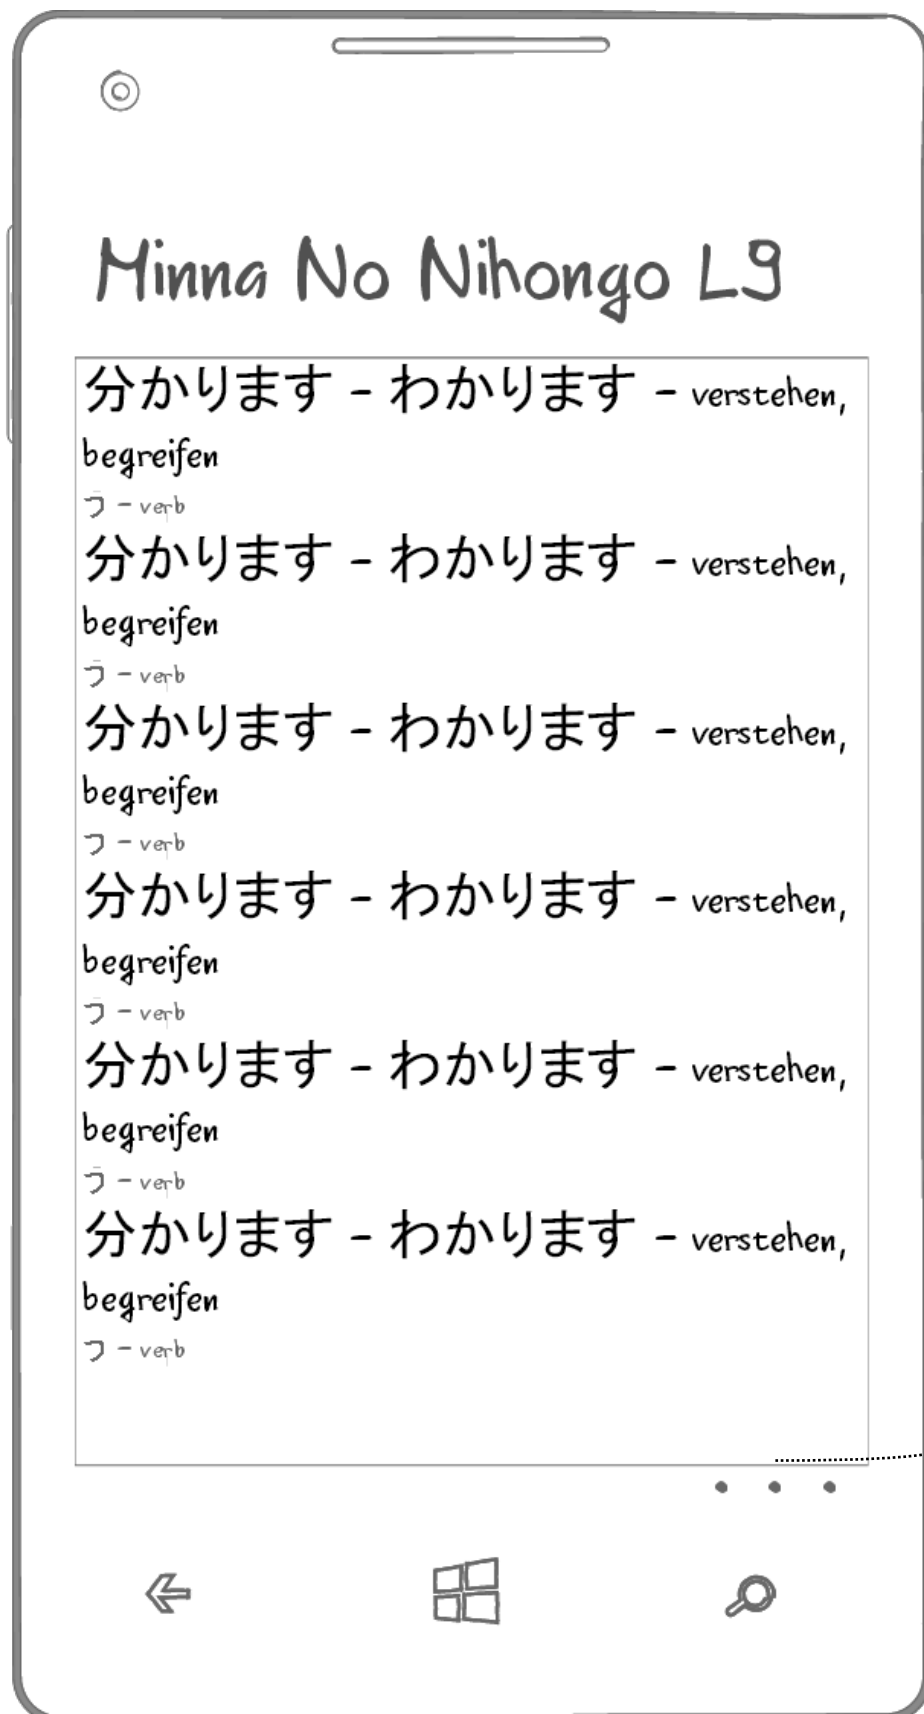 Minna No Nihongo L9
分かります - わかります - verstehen,
begreifen
う - verb
分かります - わかります - verstehen,
begreifen
う - verb
分かります - わかります - verstehen,
begreifen
う - verb
分かります - わかります - verstehen,
begreifen
う - verb
分かります - わかります - verstehen,
begreifen
う - verb
分かります - わかります - verstehen,
begreifen
う - verb